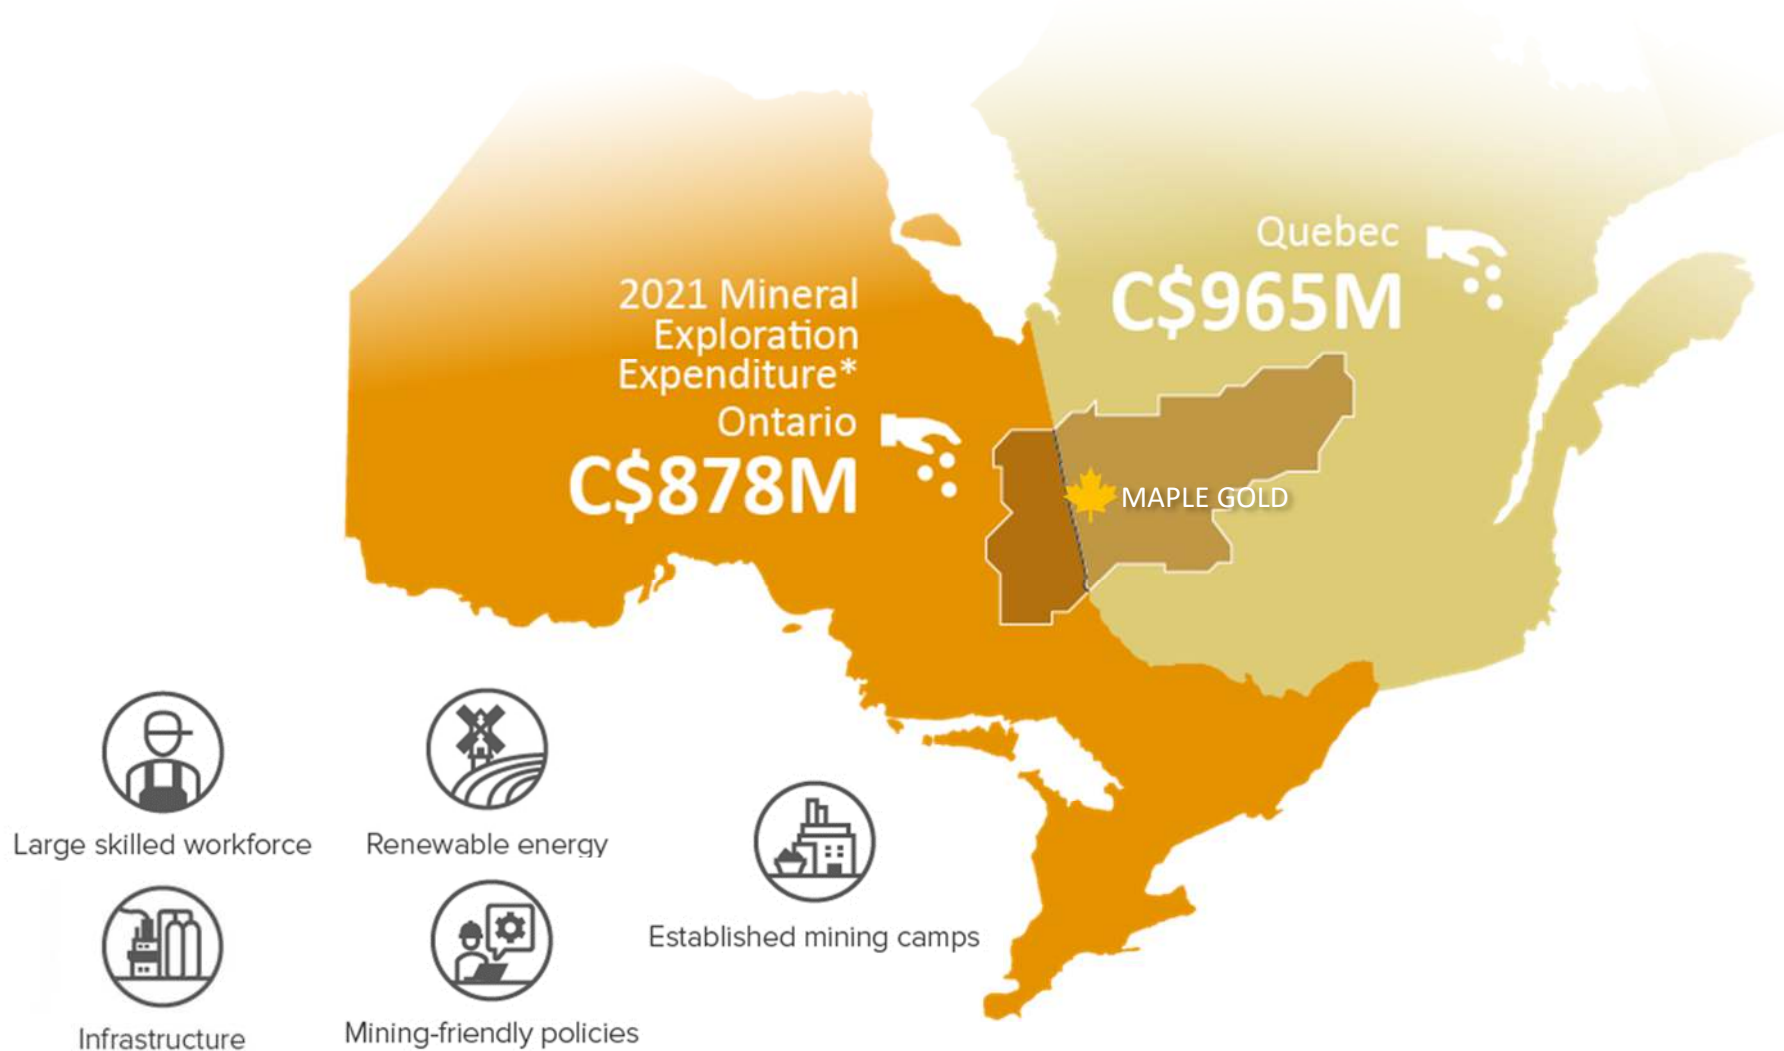 Quebec
C$965M
2021 Mineral
Exploration
Expenditure*
Ontario
C$878M
MAPLE GOLD
Large skilled workforce
Renewable energy
Established mining camps
Infrastructure
Mining-friendly policies